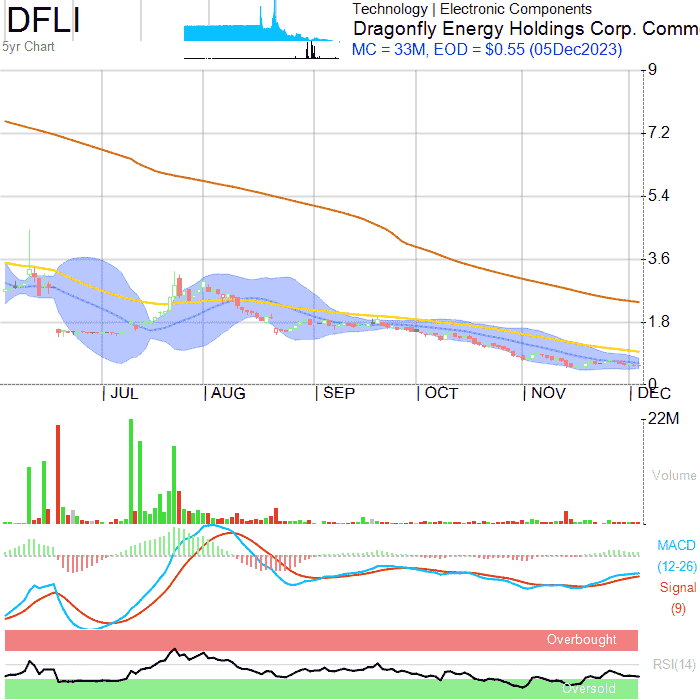 DFLI
5yr Chart
Technology | Electronic Components
Dragonfly Energy Holdings Corp. Comm
MC = 33M, EOD = $0.55 (05Dec2023)
9
7.2
5.4
3.6
1.8
0
| JUL | AUG | SEP | OCT | NOV | DEC
22M
Volume
MACD
(12-26)
Signal
(9)
Overbought
RSI(14)
Oversold